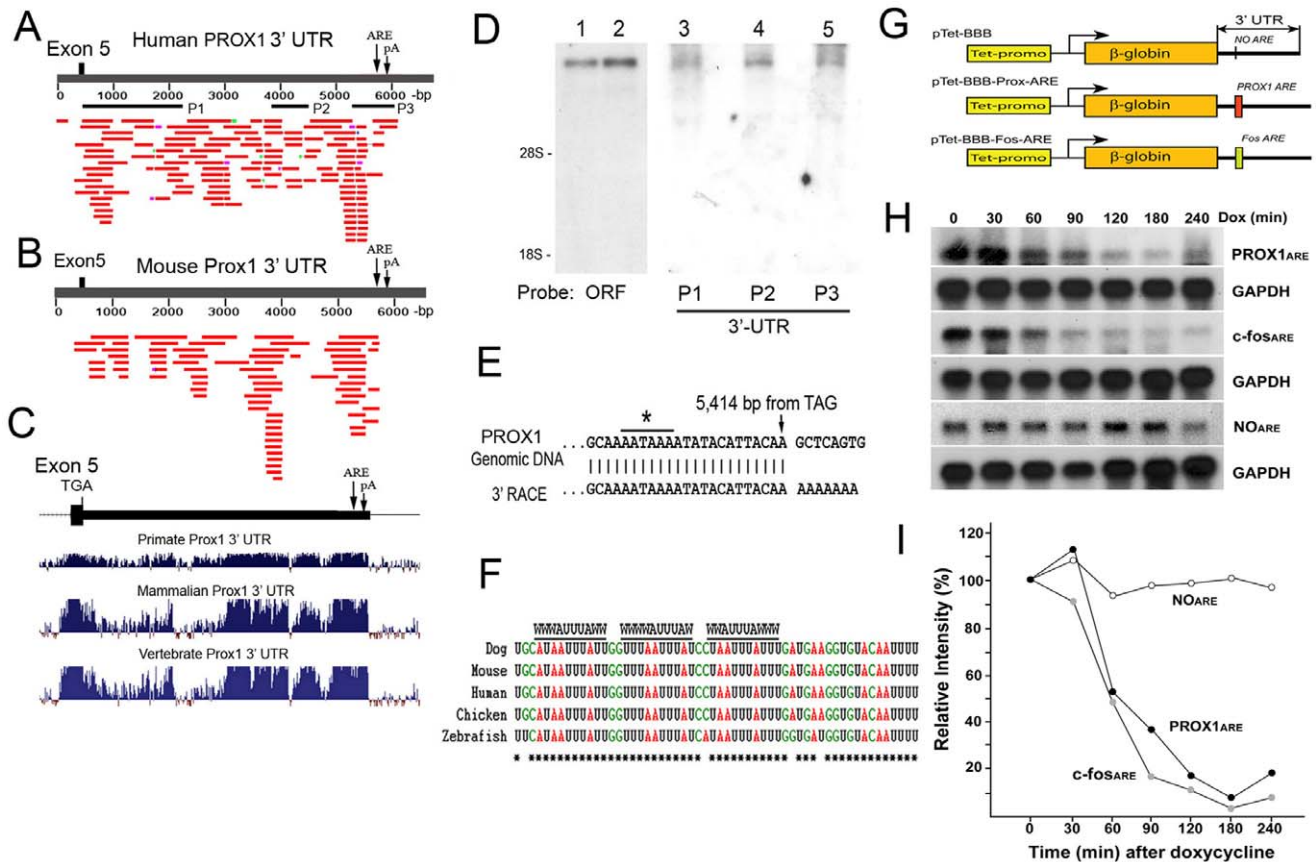 A
Human PROX1 3' UTR
ARE
Exon 5
pA
0 1000 2000 3000 4000 5000 6000 -bp
P1 P2 P3
B
Mouse Prox1 3' UTR
ARE
Exon5
pA
0 1000 2000 3000 4000 5000 6000 -bp
C
Exon 5
TGA
ARE
pA
Primate Prox1 3' UTR
Mammalian Prox1 3' UTR
Vertebrate Prox1 3' UTR
D
1 2 3 4 5
28S -
18S -
Probe: ORF P1 P2 P3
3'-UTR
E
5,414 bp from TAG
*
PROX1
Genomic DNA
...GCAAAATAAAATATACATTACAA GCTCAGTG
3' RACE ...GCAAAATAAAATATACATTACAA AAAAAAA
F
WWWAUUUAWW WWWWAUUUAW WWAUUUAWWW
Dog UGCAUAAUUUAUUGGUUUAAUUUAUCCUAAUUUAUUUGAUGAAGGUGUACAAUUUU
Mouse UGCAUAAUUUAUUGGUUUAAUUUAUCCUAAUUUAUUUGAUGAAGGUGUACAAUUUU
Human UGCAUAAUUUAUUGGUUUAAUUUAUCCUAAUUUAUUUGAUGAAGGUGUACAAUUUU
Chicken UGCAUAAUUUAUUGGUUUAAUUUAUCCUAAUUUAUUUGAUGAAGGUGUACAAUUUU
Zebrafish UUCAUAAUUUAUUGGUUUAAUUUAUCAUAAUUUAUUUGGUGAUGGUGUACAAUUUU
G
3' UTR
pTet-BBB
NO ARE
Tet-promo β-globin
pTet-BBB-Prox-ARE
PROX1 ARE
Tet-promo β-globin
pTet-BBB-Fos-ARE
Fos ARE
Tet-promo β-globin
H
0 30 60 90 120 180 240 Dox (min)
PROX1ARE
GAPDH
c-fosARE
GAPDH
NOARE
GAPDH
I
Relative Intensity (%)
120
100
80
60
40
20
NOARE
PROX1ARE
c-fosARE
0 30 60 90 120 180 240
Time (min) after doxycycline